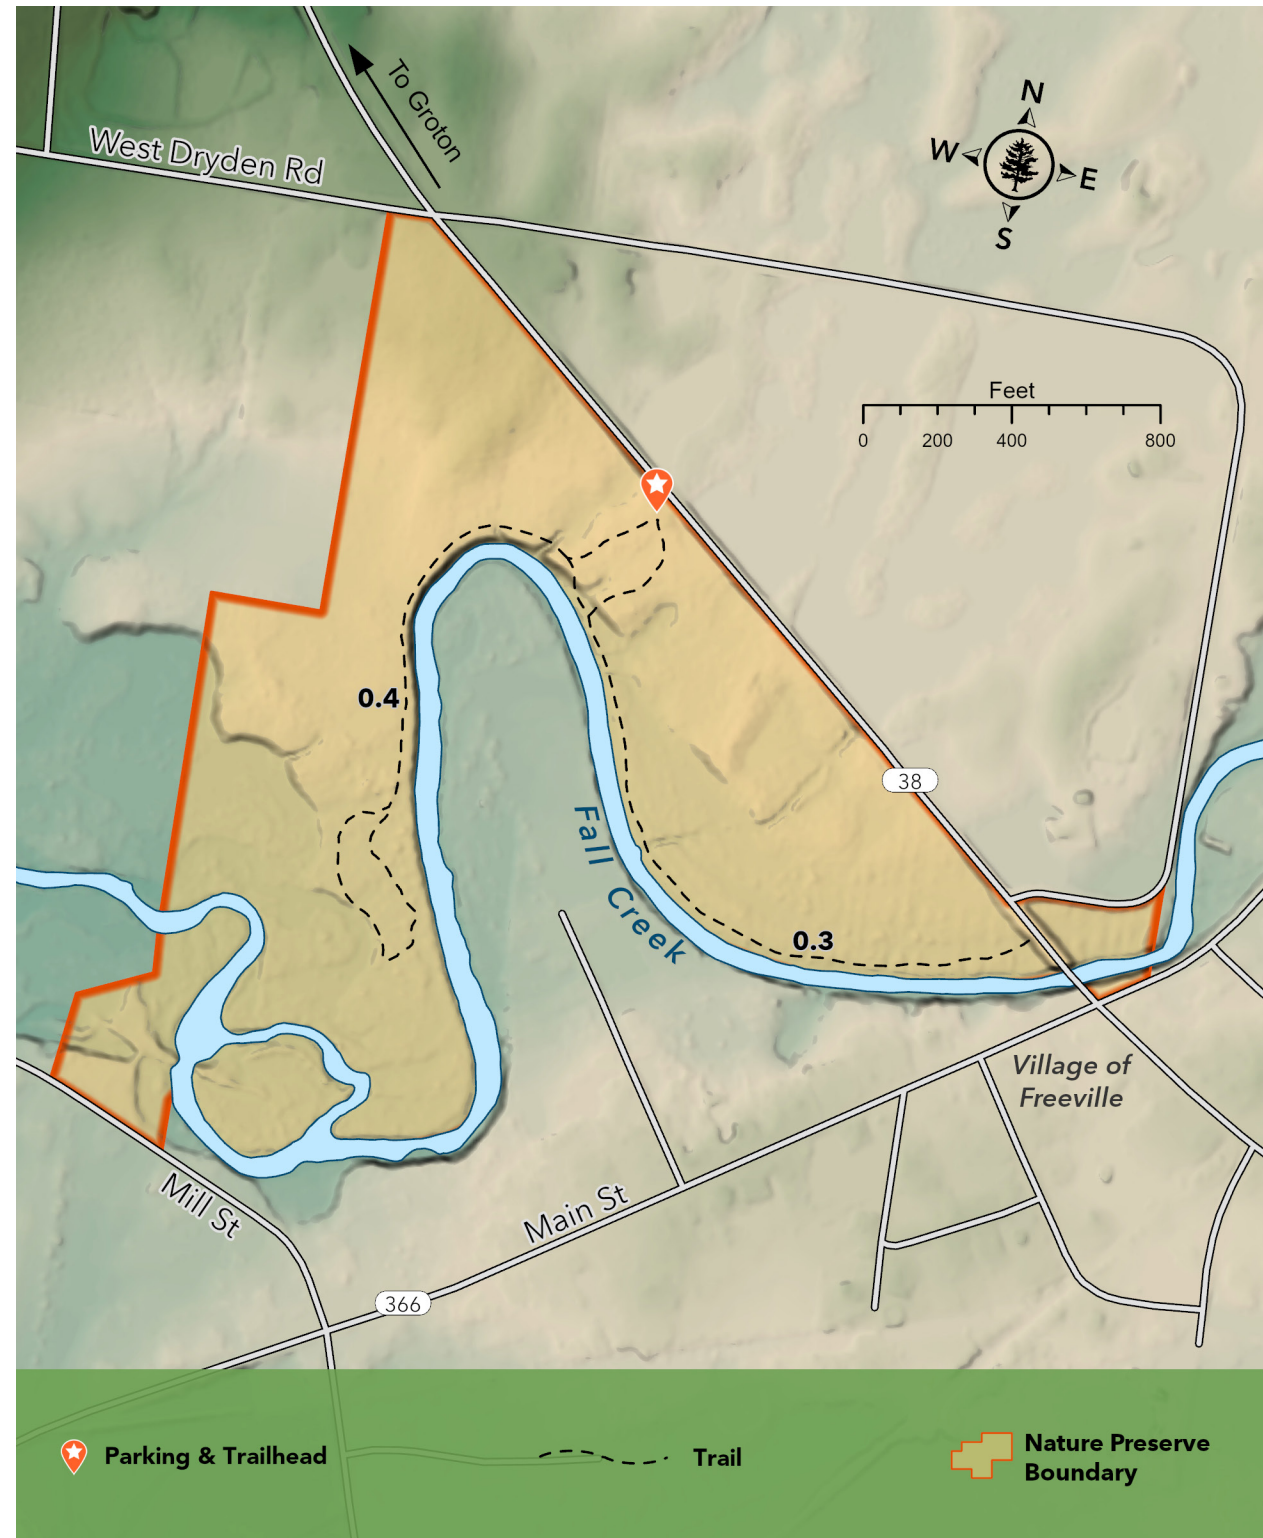 To Groton
West Dryden Rd
N
W
E
S
Feet
0 200 400 800
0.4
38
Fall Creek
0.3
Village of
Freeville
Mill St
Main St
366
Parking & Trailhead
Trail
Nature Preserve
Boundary